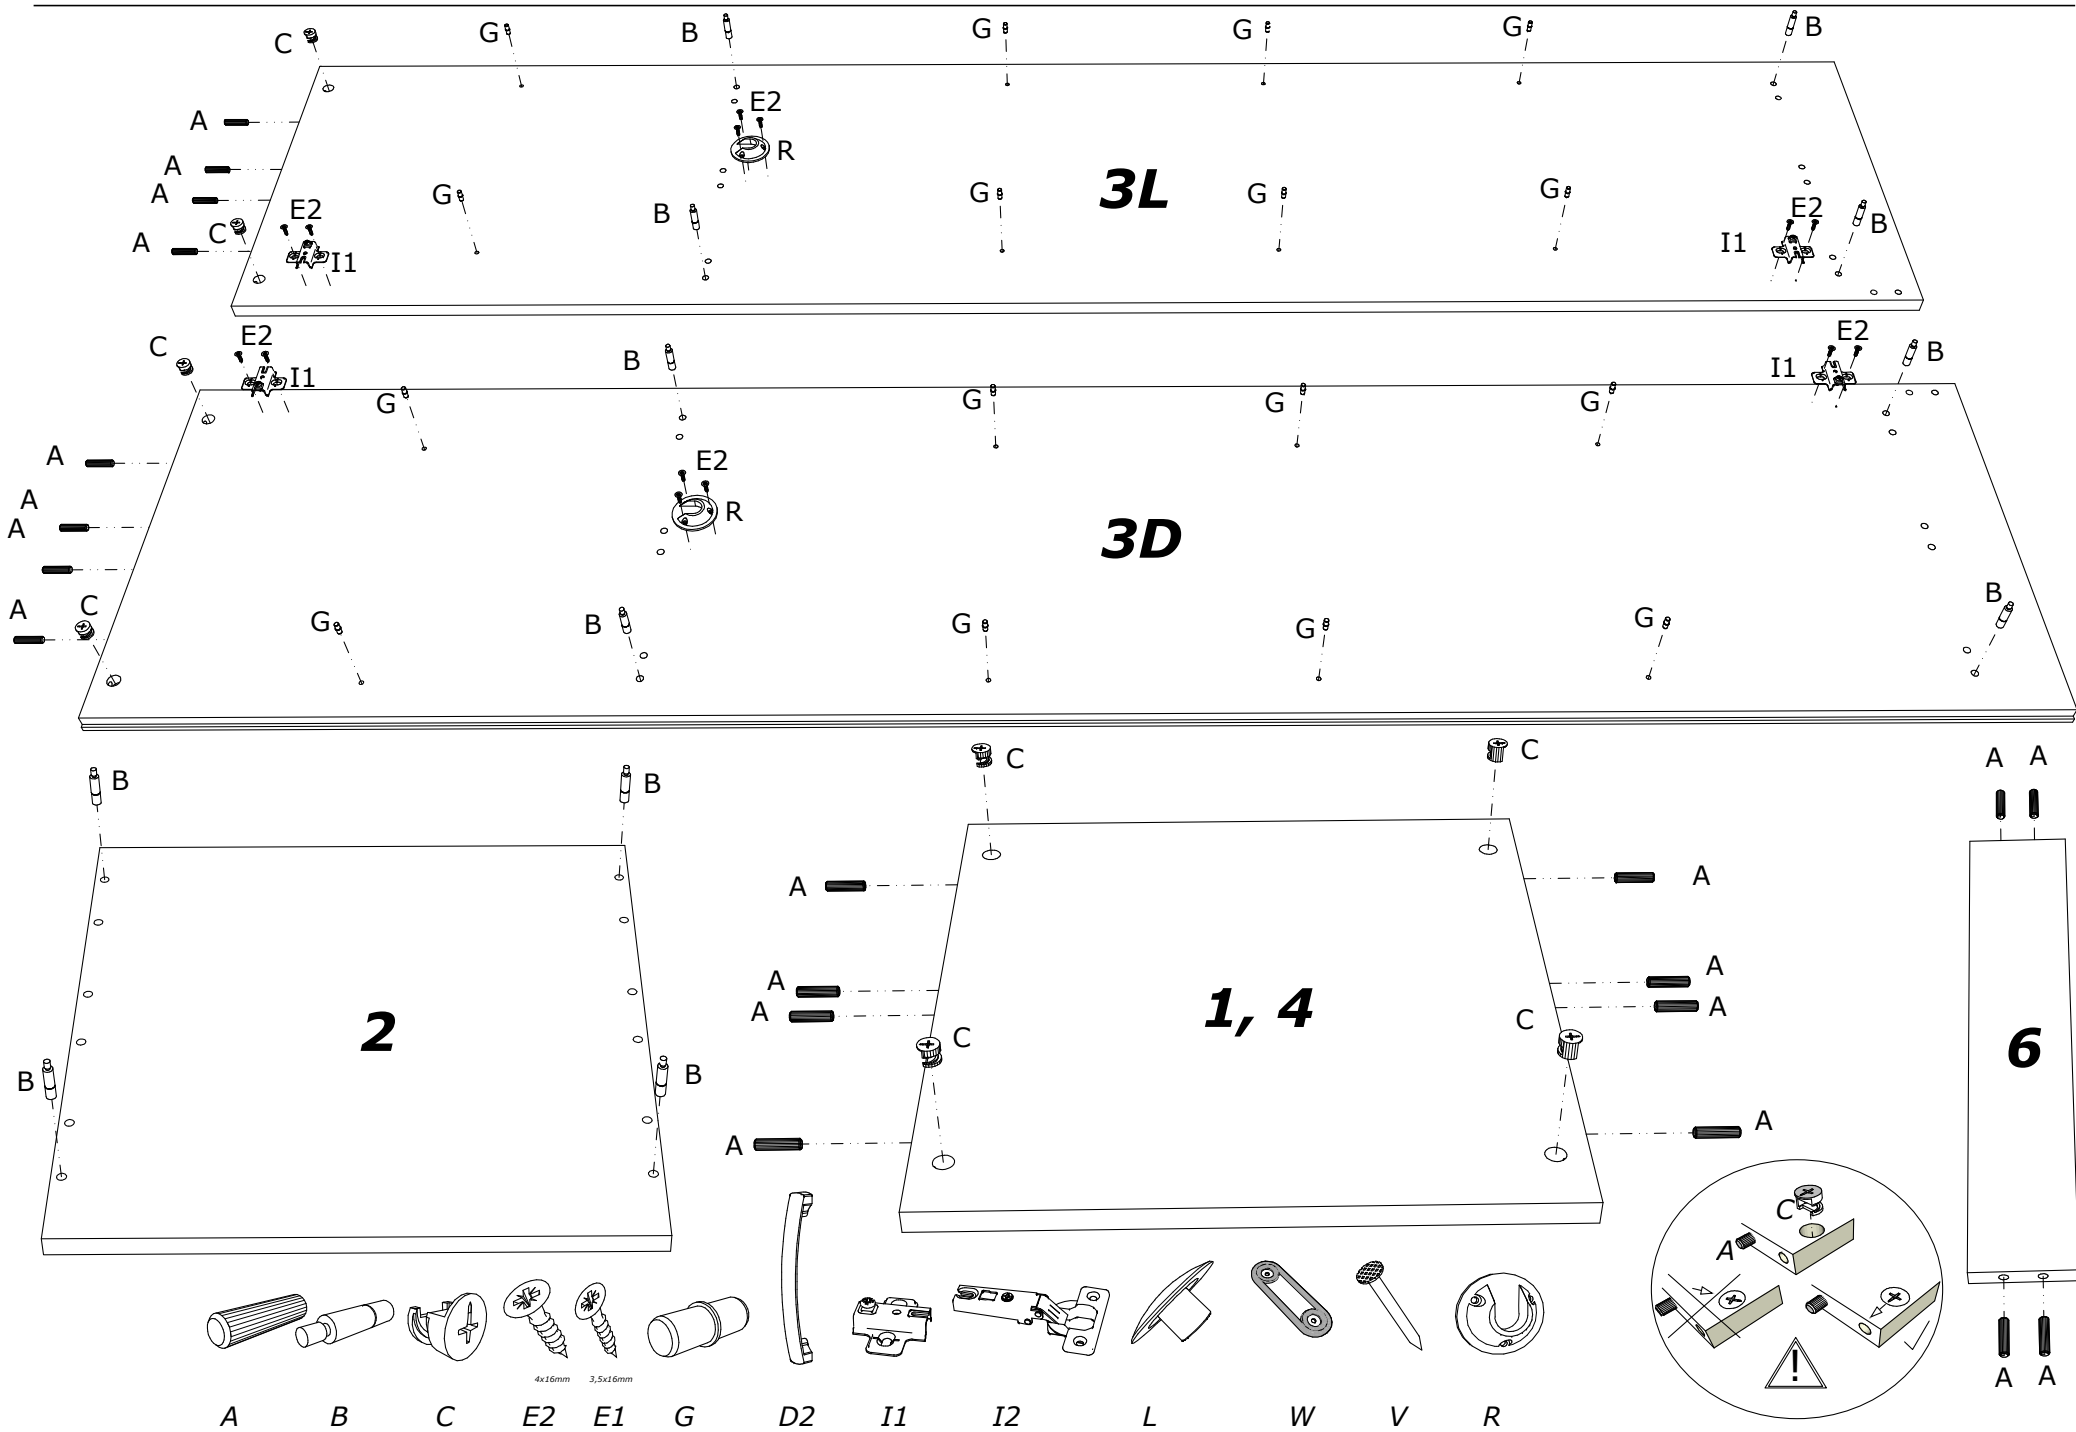 C G B G G G B
A E2 R
A
A
A
C E2 I1
G B 3L G G G I1 E2 B
C E2 I1 B I1 E2 B
G G G G
A
A
A
A C
E2 R 3D
G B G G G B
B B
C C
A A
2
B B
A A
A A
A A
A A
C C
1, 4
6
A A
A A
C
A
!
4x16mm 3,5x16mm
A B C E2 E1 G D2 I1 I2 L W V R